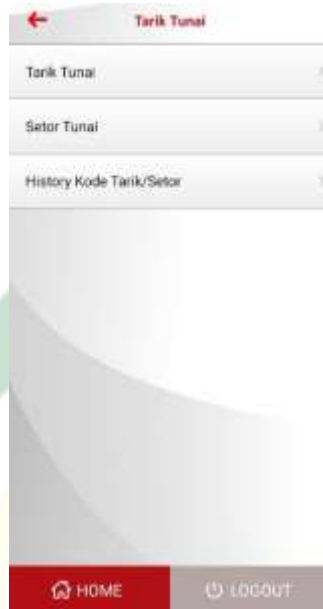 Tarik Tunai
Tarik Tunai
Setor Tunai
History Kode Tarik/Setor
HOME
LOGOUT